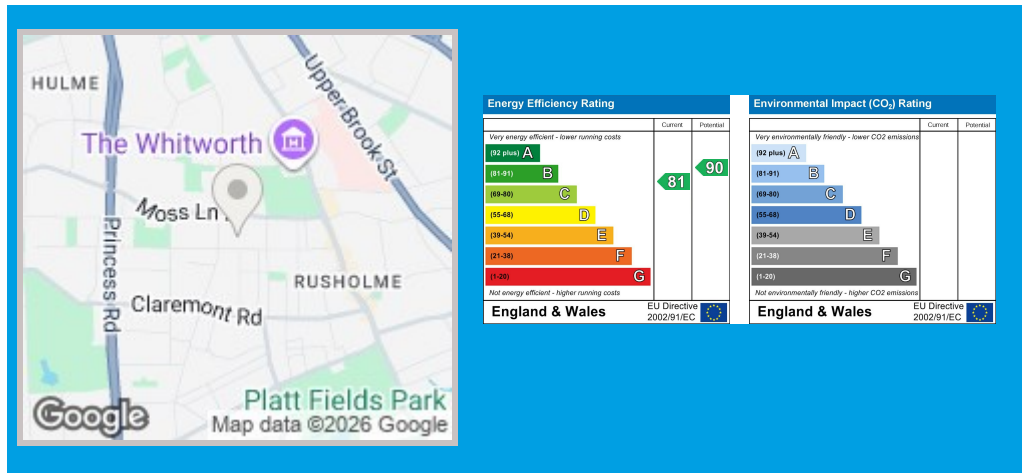 HULME
Upper Brook St
The Whitworth
Moss Ln
Princess Rd
RUSHOLME
Claremont Rd
Platt Fields Park
Google
Map data ©2026 Google
Energy Efficiency Rating
Current Potential
Very energy efficient - lower running costs
(92 plus) A
(81-91) B
(69-80) C
(55-68) D
(39-54) E
(21-38) F
(1-20) G
81
90
Not energy efficient - higher running costs
England & Wales
EU Directive
2002/91/EC
Environmental Impact (CO₂) Rating
Current Potential
Very environmentally friendly - lower CO2 emissions
(92 plus) A
(81-91) B
(69-80) C
(55-68) D
(39-54) E
(21-38) F
(1-20) G
Not environmentally friendly - higher CO2 emissions
England & Wales
EU Directive
2002/91/EC